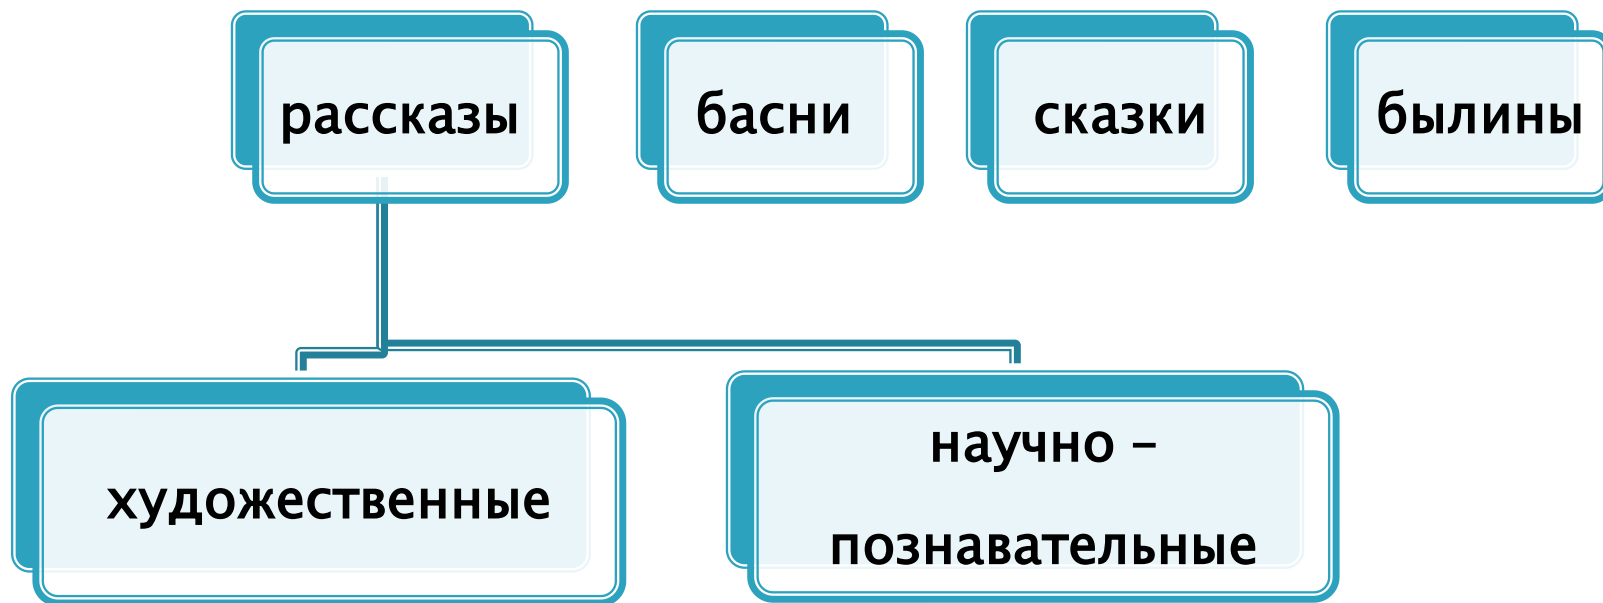 рассказы басни сказки былины
художественные
научно –
познавательные